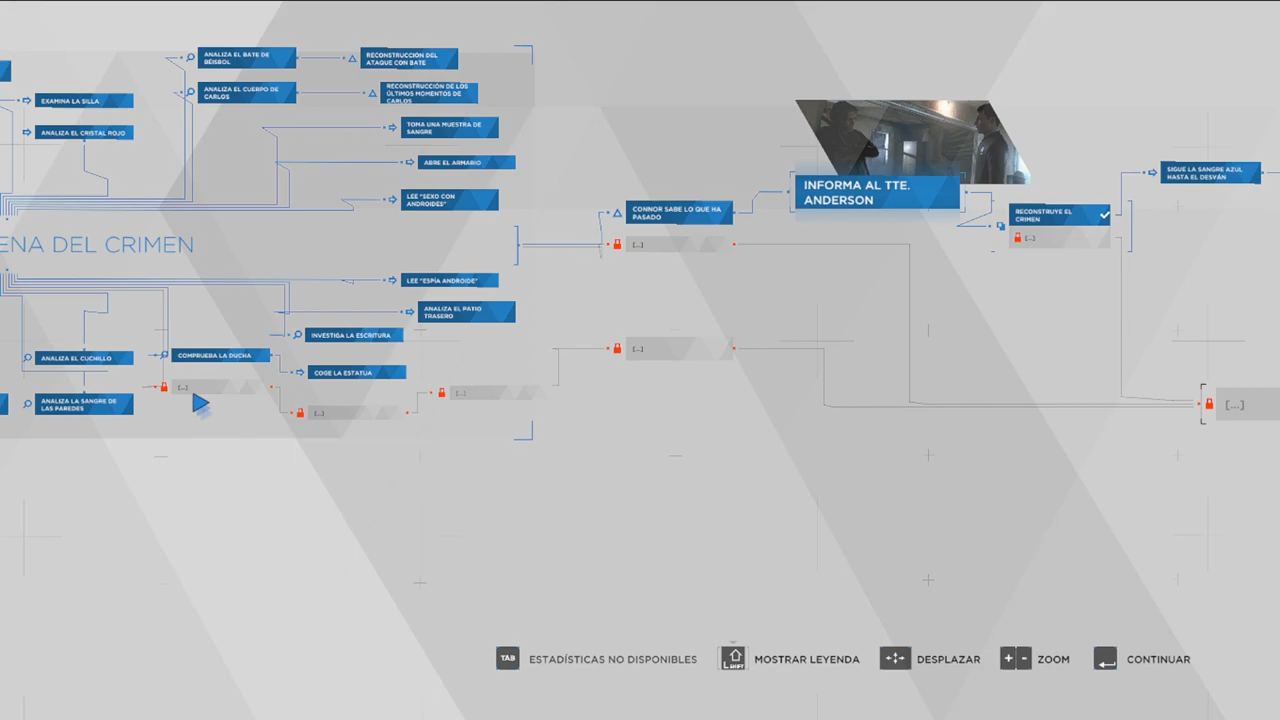 ANALIZA EL BATE DE
BÉISBOL
RECONSTRUCCIÓN DEL
ATAQUE CON BATE
ANALIZA EL CUERPO DE
CARLOS
RECONSTRUCCIÓN DE LOS
ÚLTIMOS MOMENTOS DE
CARLOS
EXAMINA LA SILLA
ANALIZA EL CRISTAL ROJO
TOMA UNA MUESTRA DE
SANGRE
ABRE EL ARMARIO
LEE "SEXO CON
ANDROIDES"
CONNOR SABE LO QUE HA
PASADO
[...]
INFORMA AL TTE.
ANDERSON
RECONSTRUYE EL
CRIMEN
[...]
SIGUE LA SANGRE AZUL
HASTA EL DESVÁN
ENA DEL CRIMEN
LEE "ESPÍA ANDROIDE"
ANALIZA EL PATIO
TRASERO
INVESTIGA LA ESCRITURA
ANALIZA EL CUCHILLO
COMPRUEBA LA DUCHA
[...]
COGE LA ESTATUA
[...]
[...]
[...]
ANALIZA LA SANGRE DE
LAS PAREDES
[...]
TAB ESTADÍSTICAS NO DISPONIBLES
L SHIFT MOSTRAR LEYENDA
DESPLAZAR
+ - ZOOM
CONTINUAR